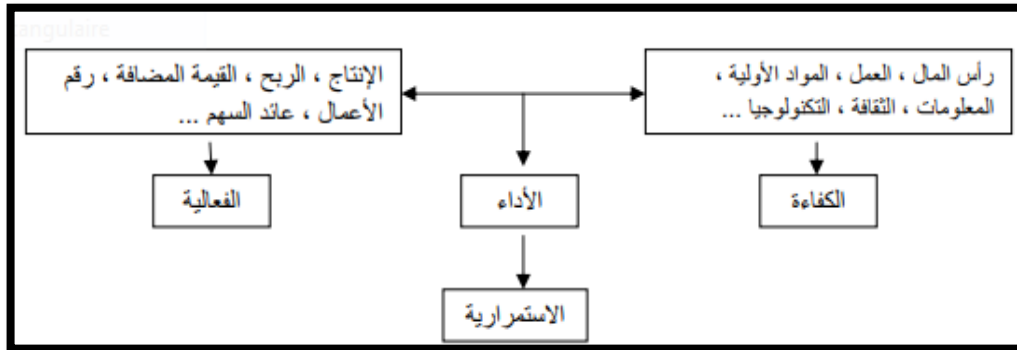 tangulaire
رأس المال ، العمل ، المواد الأولية ،
المعلومات ، الثقافة ، التكنولوجيا ...
الإنتاج ، الربح ، القيمة المضافة ، رقم
الأعمال ، عائد السهم ...
الكفاءة
الأداء
الفعالية
الاستمرارية